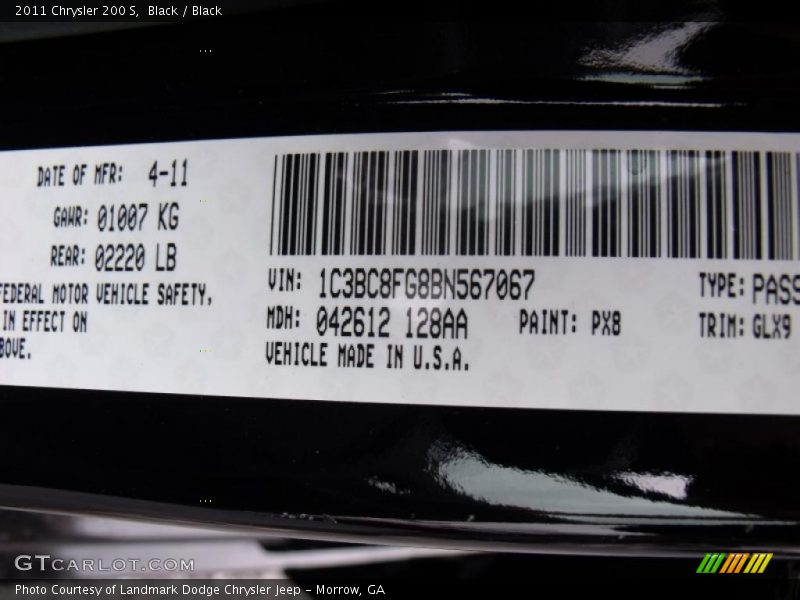 2011 Chrysler 200 S,  Black / Black
DATE OF MFR: 4-11
GAWR: 01007 KG
REAR: 02220 LB
FEDERAL MOTOR VEHICLE SAFETY,
IN EFFECT ON
BOVE.
VIN: 1C3BC8FG8BN567067
TYPE: PASS
MDH: 042612 128AA
PAINT: PX8
TRIM: GLX9
VEHICLE MADE IN U.S.A.
GTCARLOT.COM
Photo Courtesy of Landmark Dodge Chrysler Jeep - Morrow, GA